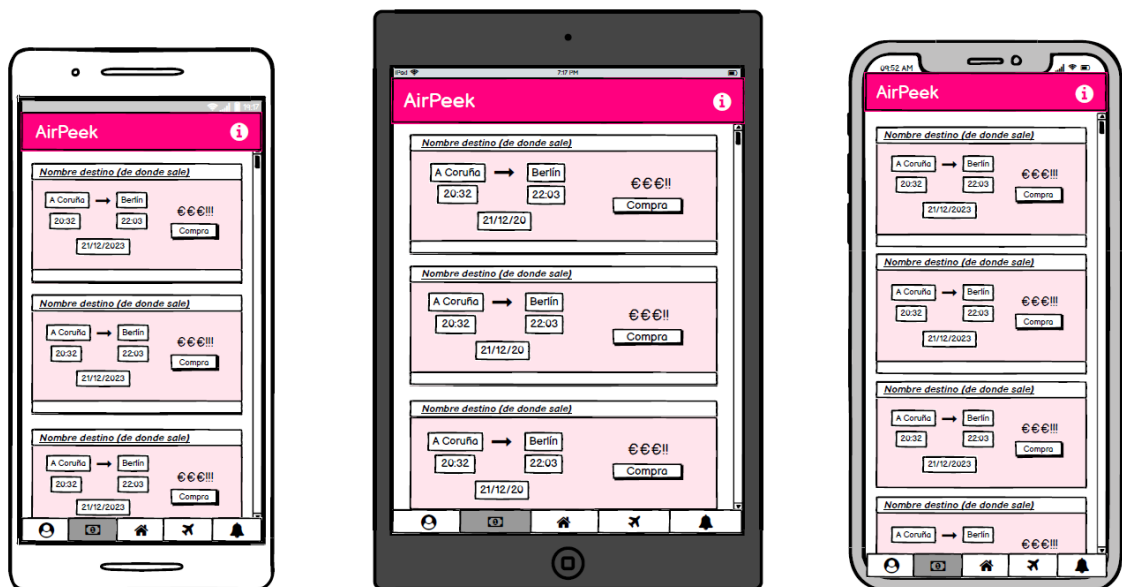 14:17
AirPeek
Nombre destino (de donde sale)
A Coruña Berlín
€€€!!!
20:32 22:03
Compra
21/12/2023
Nombre destino (de donde sale)
A Coruña Berlín
€€€!!!
20:32 22:03
Compra
21/12/2023
Nombre destino (de donde sale)
A Coruña Berlín
€€€!!!
20:32 22:03
Compra
21/12/2023
iPad 7:17 PM
AirPeek
Nombre destino (de donde sale)
A Coruña Berlín
€€€!!
20:32 22:03
Compra
21/12/20
Nombre destino (de donde sale)
A Coruña Berlín
€€€!!
20:32 22:03
Compra
21/12/20
Nombre destino (de donde sale)
A Coruña Berlín
€€€!!
20:32 22:03
Compra
21/12/20
09:52 AM
AirPeek
Nombre destino (de donde sale)
A Coruña Berlín
€€€!!!
20:32 22:03
Compra
21/12/2023
Nombre destino (de donde sale)
A Coruña Berlín
€€€!!!
20:32 22:03
Compra
21/12/2023
Nombre destino (de donde sale)
A Coruña Berlín
€€€!!!
20:32 22:03
Compra
21/12/2023
Nombre destino (de donde sale)
A Coruña Berlín
€€€!!!